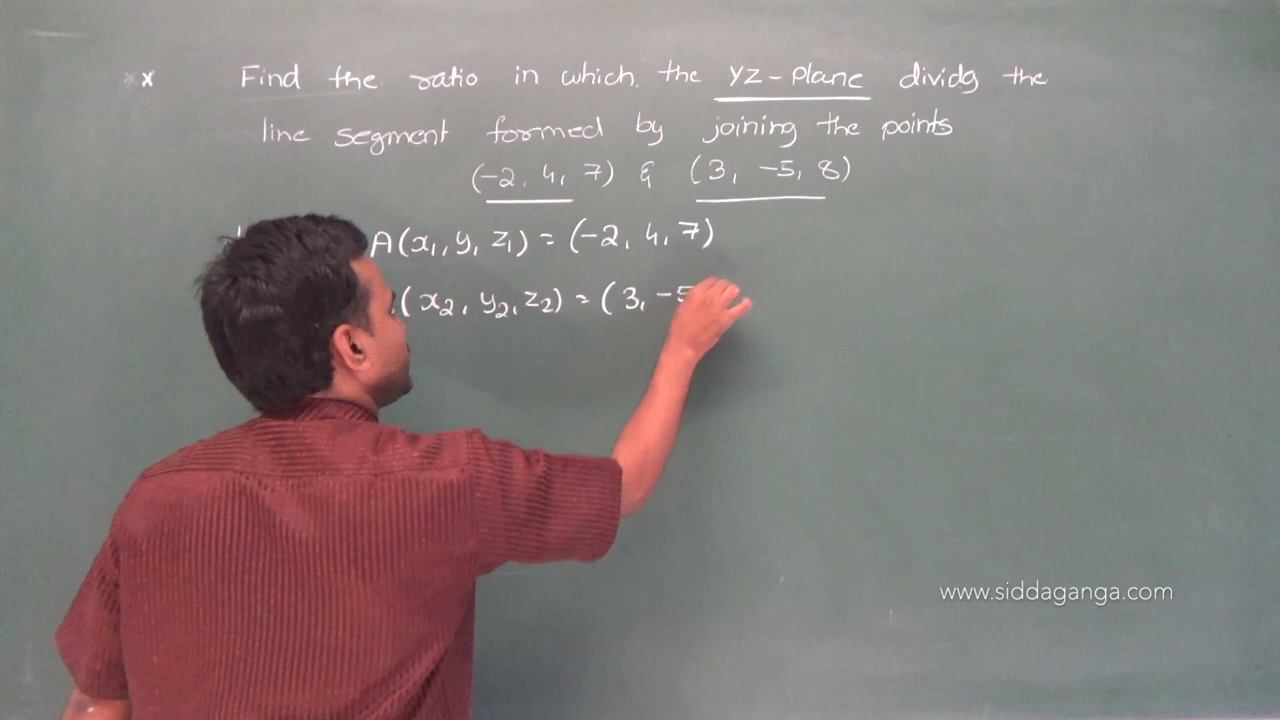 x Find the ratio in which. the YZ-plane divids the
line segment formed by joining the points
(-2, 4, 7) & (3, -5, 8)
A(x₁, y, z₁) = (-2, 4, 7)
(x₂, y₂, z₂) = (3, -5
www.siddaganga.com